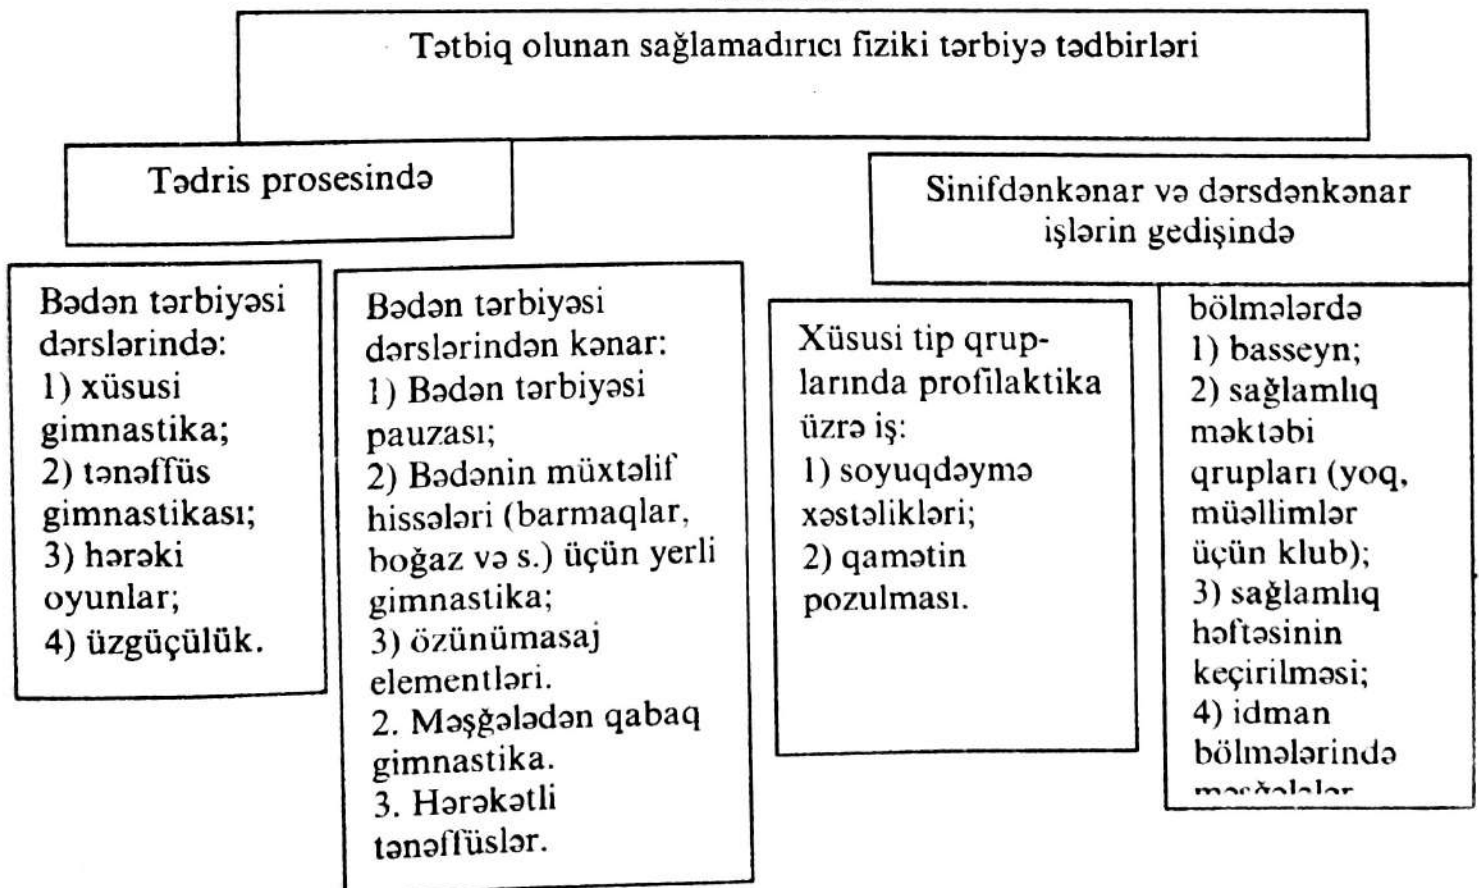 Tətbiq olunan sağlamadırıcı fiziki tərbiyə tədbirləri
Tədris prosesində
Sinifdənkənar və dərsdənkənar
işlərin gedişində
Bədən tərbiyəsi
dərslərində:
1) xüsusi
gimnastika;
2) tənəffüs
gimnastikası;
3) hərəki
oyunlar;
4) üzgüçülük.
Bədən tərbiyəsi
dərslərindən kənar:
1) Bədən tərbiyəsi
pauzası;
2) Bədənin müxtəlif
hissələri (barmaqlar,
boğaz və s.) üçün yerli
gimnastika;
3) özünümasaj
elementləri.
2. Məşğələdən qabaq
gimnastika.
3. Hərəkətli
tənəffüslər.
Xüsusi tip qrup-
larında profilaktika
üzrə iş:
1) soyuqdəymə
xəstəlikləri;
2) qamətin
pozulması.
bölmələrdə
1) basseyn;
2) sağlamlıq
məktəbi
qrupları (yoq,
müəllimlər
üçün klub);
3) sağlamlıq
həftəsinin
keçirilməsi;
4) idman
bölmələrində